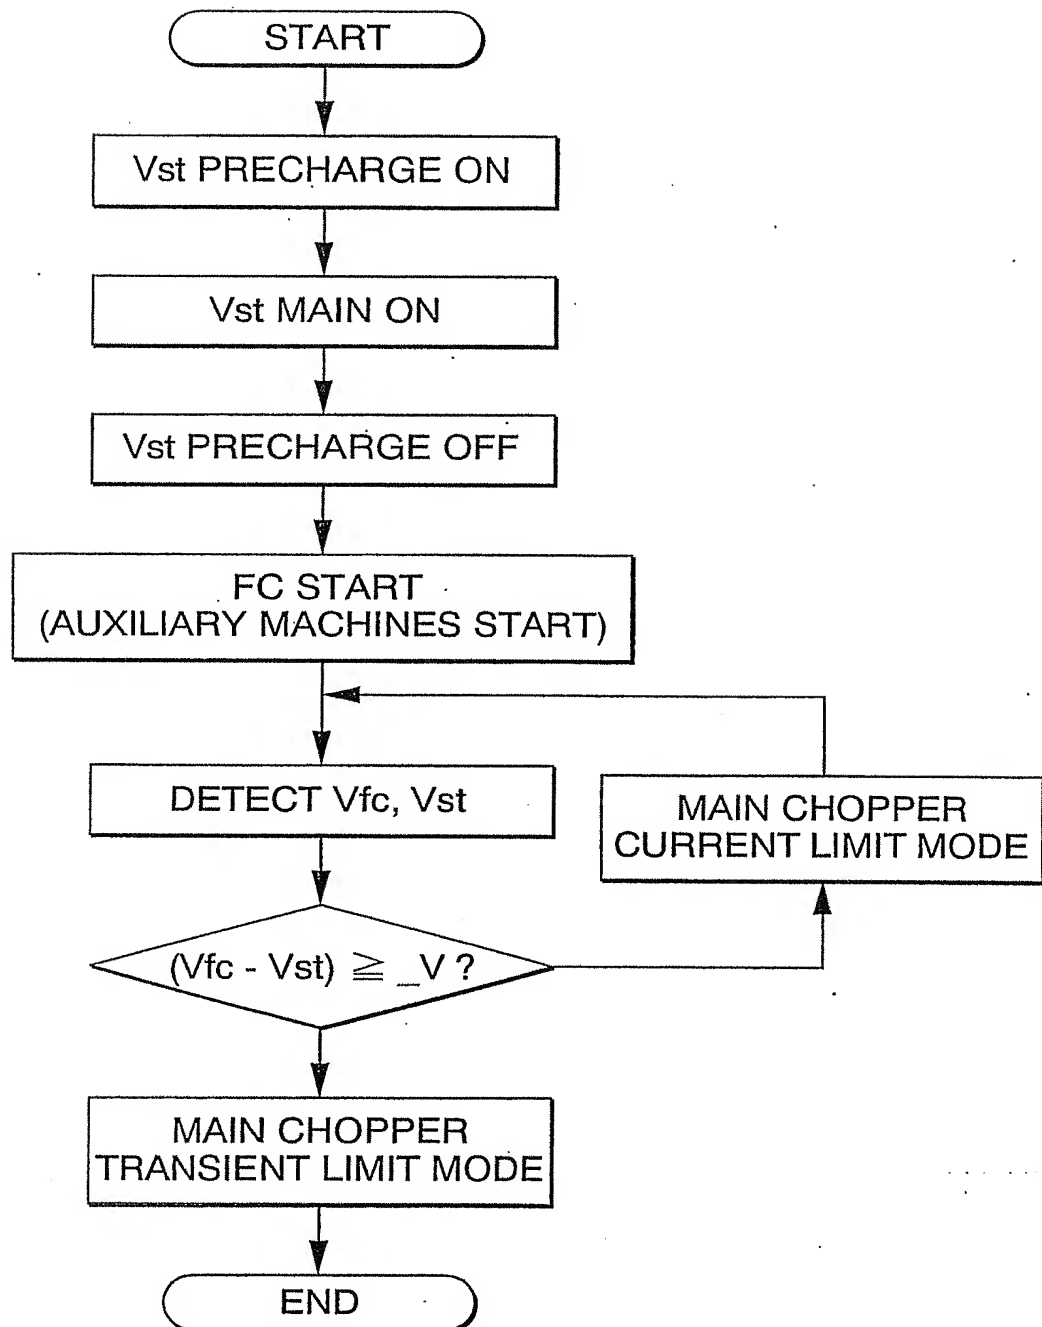 START
Vst PRECHARGE ON
Vst MAIN ON
Vst PRECHARGE OFF
FC START
(AUXILIARY MACHINES START)
DETECT Vfc, Vst
MAIN CHOPPER
CURRENT LIMIT MODE
(Vfc - Vst) ≧ _V ?
MAIN CHOPPER
TRANSIENT LIMIT MODE
END